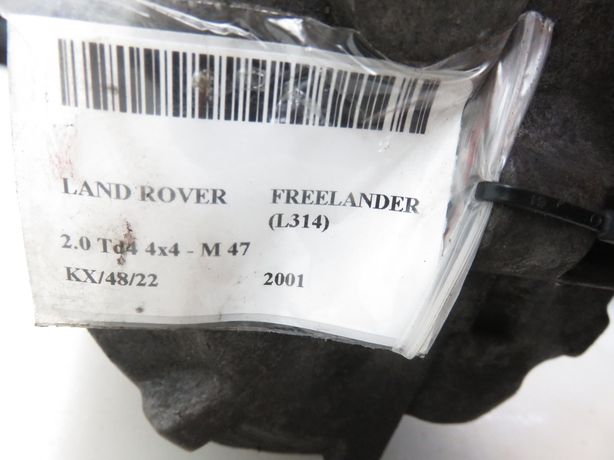 LAND ROVER FREELANDER
(L314)
2.0 Td4 4x4 - M 47
KX/48/22 2001